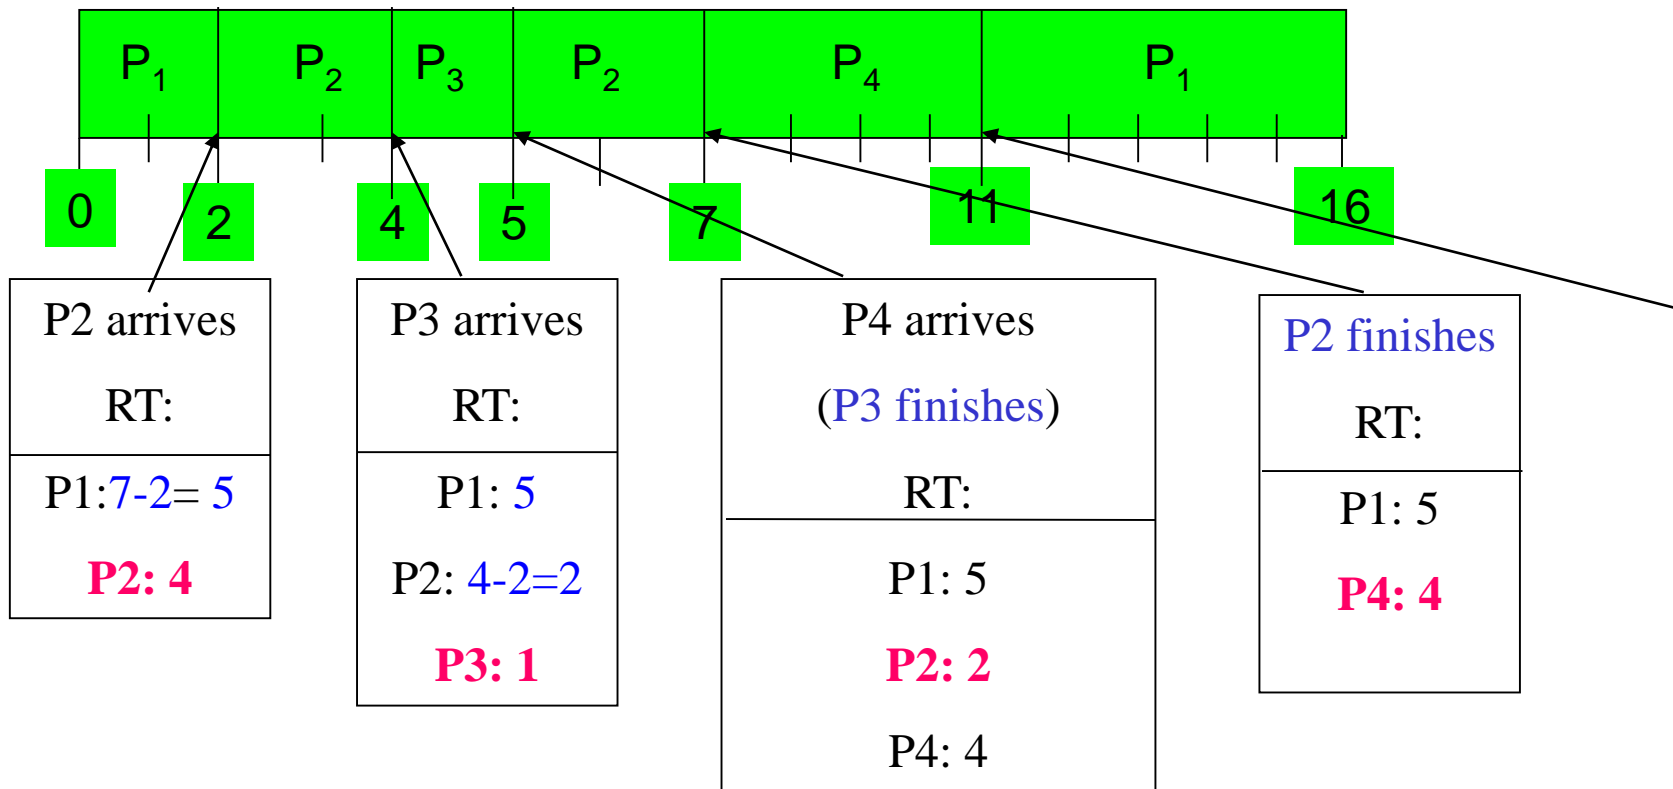 P1 P2 P3 P2 P4 P1
0 2 4 5 7 11 16
P2 arrives
RT:
P1:7-2= 5
P2: 4
P3 arrives
RT:
P1: 5
P2: 4-2=2
P3: 1
P4 arrives
(P3 finishes)
RT:
P1: 5
P2: 2
P4: 4
P2 finishes
RT:
P1: 5
P4: 4